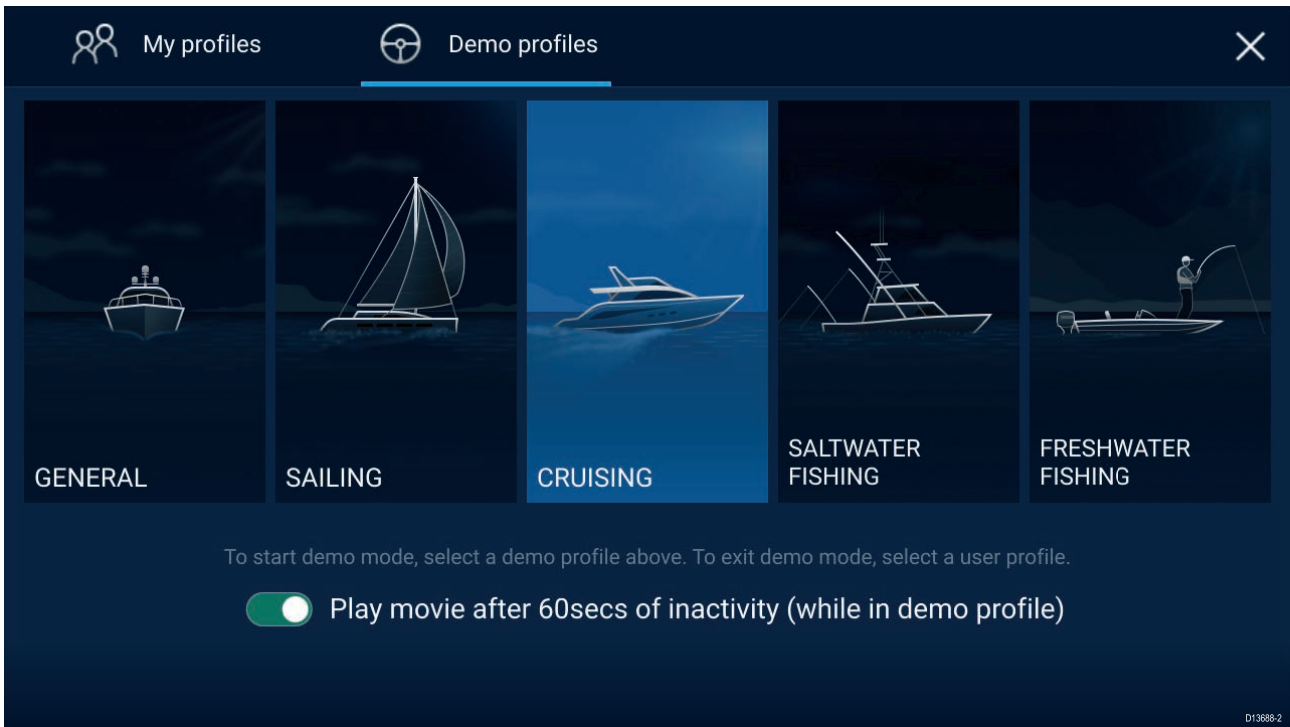 My profiles
Demo profiles
GENERAL
SAILING
CRUISING
SALTWATER
FISHING
FRESHWATER
FISHING
To start demo mode, select a demo profile above. To exit demo mode, select a user profile.
Play movie after 60secs of inactivity (while in demo profile)
D13688-2